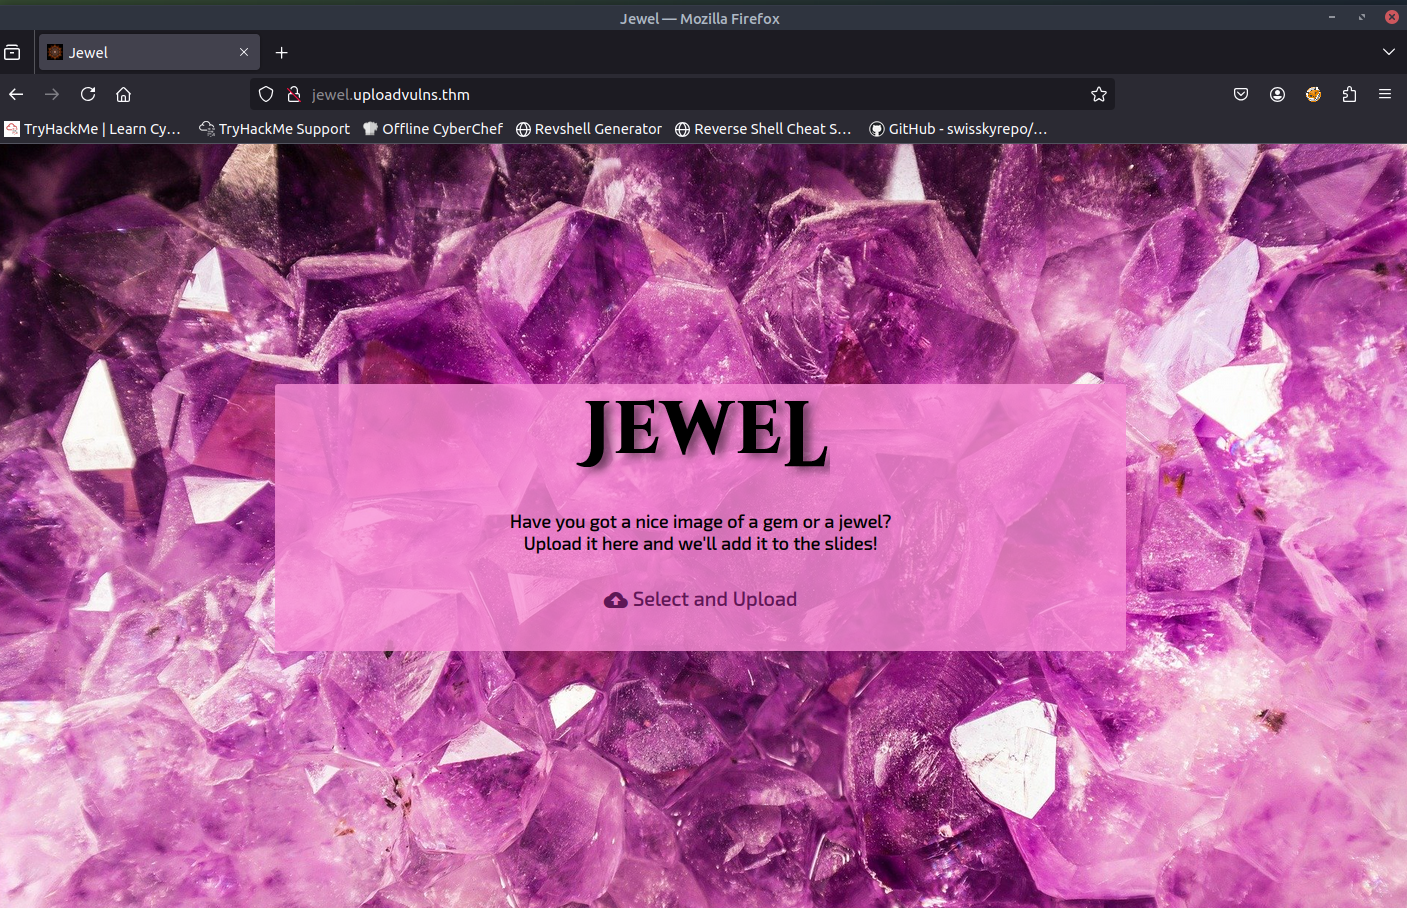 Jewel — Mozilla Firefox
Jewel
jewel.uploadvulns.thm
TryHackMe | Learn Cy… TryHackMe Support Offline CyberChef Revshell Generator Reverse Shell Cheat S… GitHub - swisskyrepo/…
JEWEL
Have you got a nice image of a gem or a jewel?
Upload it here and we'll add it to the slides!
Select and Upload